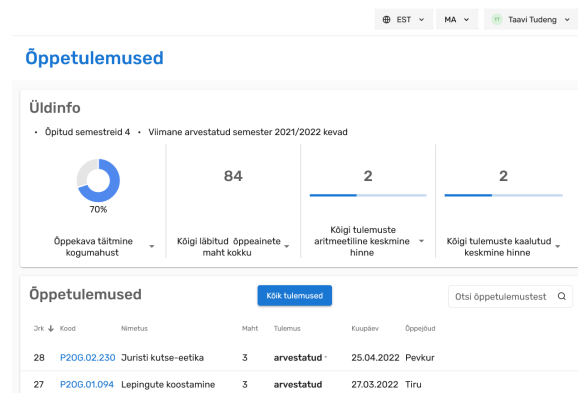 EST MA TT Taavi Tudeng
Õppetulemused
Üldinfo
• Õpitud semestreid 4 • Viimane arvestatud semester 2021/2022 kevad
70%
Õppekava täitmine
kogumahust
84
Kõigi läbitud õppeainete
maht kokku
2
Kõigi tulemuste
aritmeetiline keskmine
hinne
2
Kõigi tulemuste kaalutud
keskmine hinne
Õppetulemused Kõik tulemused Otsi õppetulemustest
Jrk Kood Nimetus Maht Tulemus Kuupäev Õppejõud
28 P2OG.02.230 Juristi kutse-eetika 3 arvestatud 25.04.2022 Pevkur
27 P2OG.01.094 Lepingute koostamine 3 arvestatud 27.03.2022 Tiru